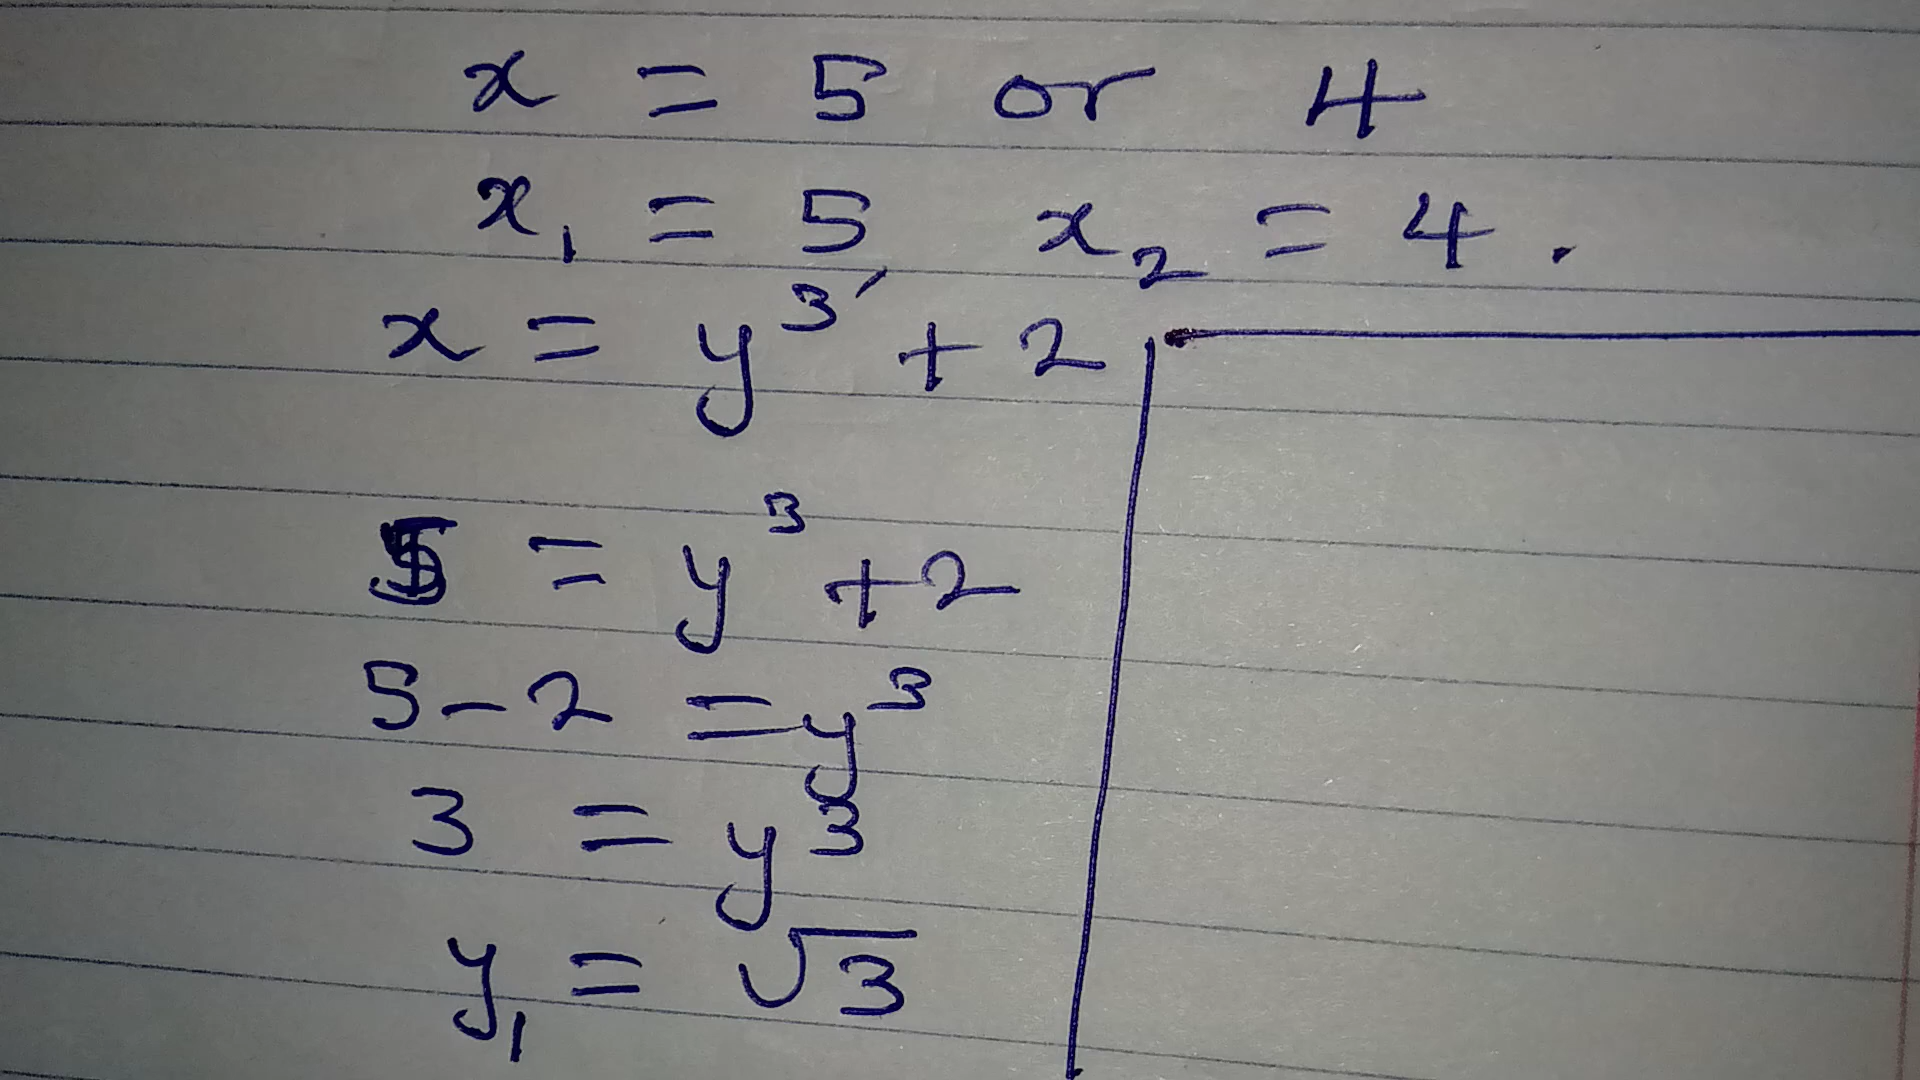 x = 5 or 4
x₁ = 5, x₂ = 4.
x = y³ + 2
5 = y³ + 2
5 - 2 = y³
3 = y³
y₁ = √3